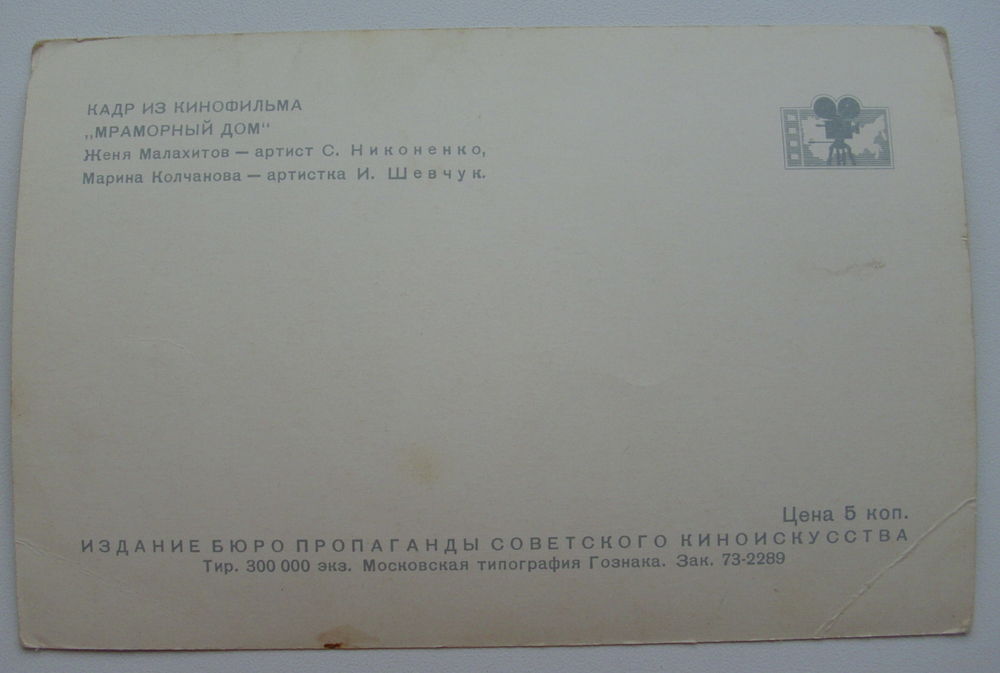 КАДР ИЗ КИНОФИЛЬМА
„МРАМОРНЫЙ ДОМ“
Женя Малахитов — артист С. Никоненко,
Марина Колчанова — артистка И. Шевчук.
Цена 5 коп.
ИЗДАНИЕ БЮРО ПРОПАГАНДЫ СОВЕТСКОГО КИНОИСКУССТВА
Тир. 300 000 экз. Московская типография Гознака. Зак. 73-2289